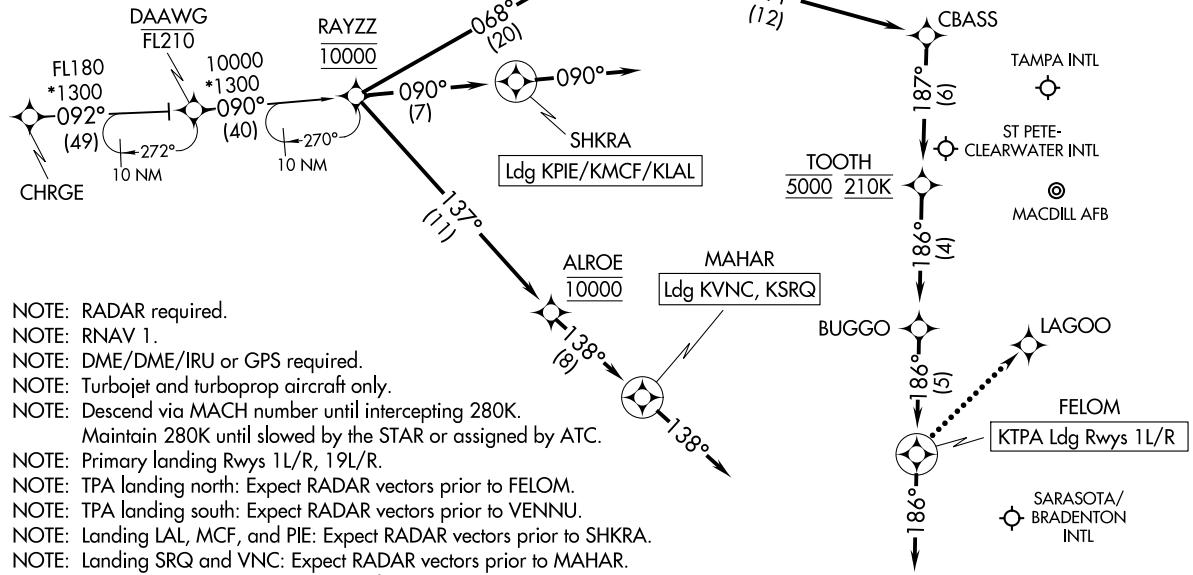 DAAWG
FL210
RAYZZ
10000
068°
(20)
(12)
CBASS
FL180
*1300
092°
(49)
10000
*1300
090°
(40)
272°
10 NM
270°
10 NM
CHRGE
090°
(7)
090°
SHKRA
Ldg KPIE/KMCF/KLAL
187°
(6)
TAMPA INTL
ST PETE-
CLEARWATER INTL
TOOTH
5000 210K
MACDILL AFB
137°
(11)
186°
(4)
ALROE
10000
MAHAR
Ldg KVNC, KSRQ
138°
(8)
138°
BUGGO
LAGOO
186°
(5)
FELOM
KTPA Ldg Rwys 1L/R
186°
SARASOTA/
BRADENTON
INTL
NOTE: RADAR required.
NOTE: RNAV 1.
NOTE: DME/DME/IRU or GPS required.
NOTE: Turbojet and turboprop aircraft only.
NOTE: Descend via MACH number until intercepting 280K.
Maintain 280K until slowed by the STAR or assigned by ATC.
NOTE: Primary landing Rwys 1L/R, 19L/R.
NOTE: TPA landing north: Expect RADAR vectors prior to FELOM.
NOTE: TPA landing south: Expect RADAR vectors prior to VENNU.
NOTE: Landing LAL, MCF, and PIE: Expect RADAR vectors prior to SHKRA.
NOTE: Landing SRQ and VNC: Expect RADAR vectors prior to MAHAR.